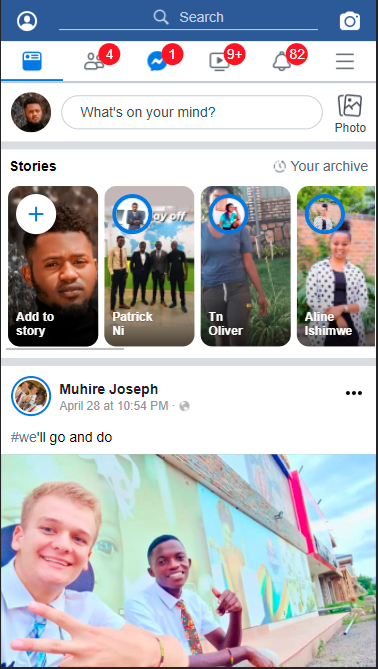 Search
4
1
9+
82
What's on your mind?
Photo
Stories
Your archive
ay off
Add to
story
Patrick
Ni
Tn
Oliver
Aline
Ishimwe
Muhire Joseph
April 28 at 10:54 PM ·
#we'll go and do